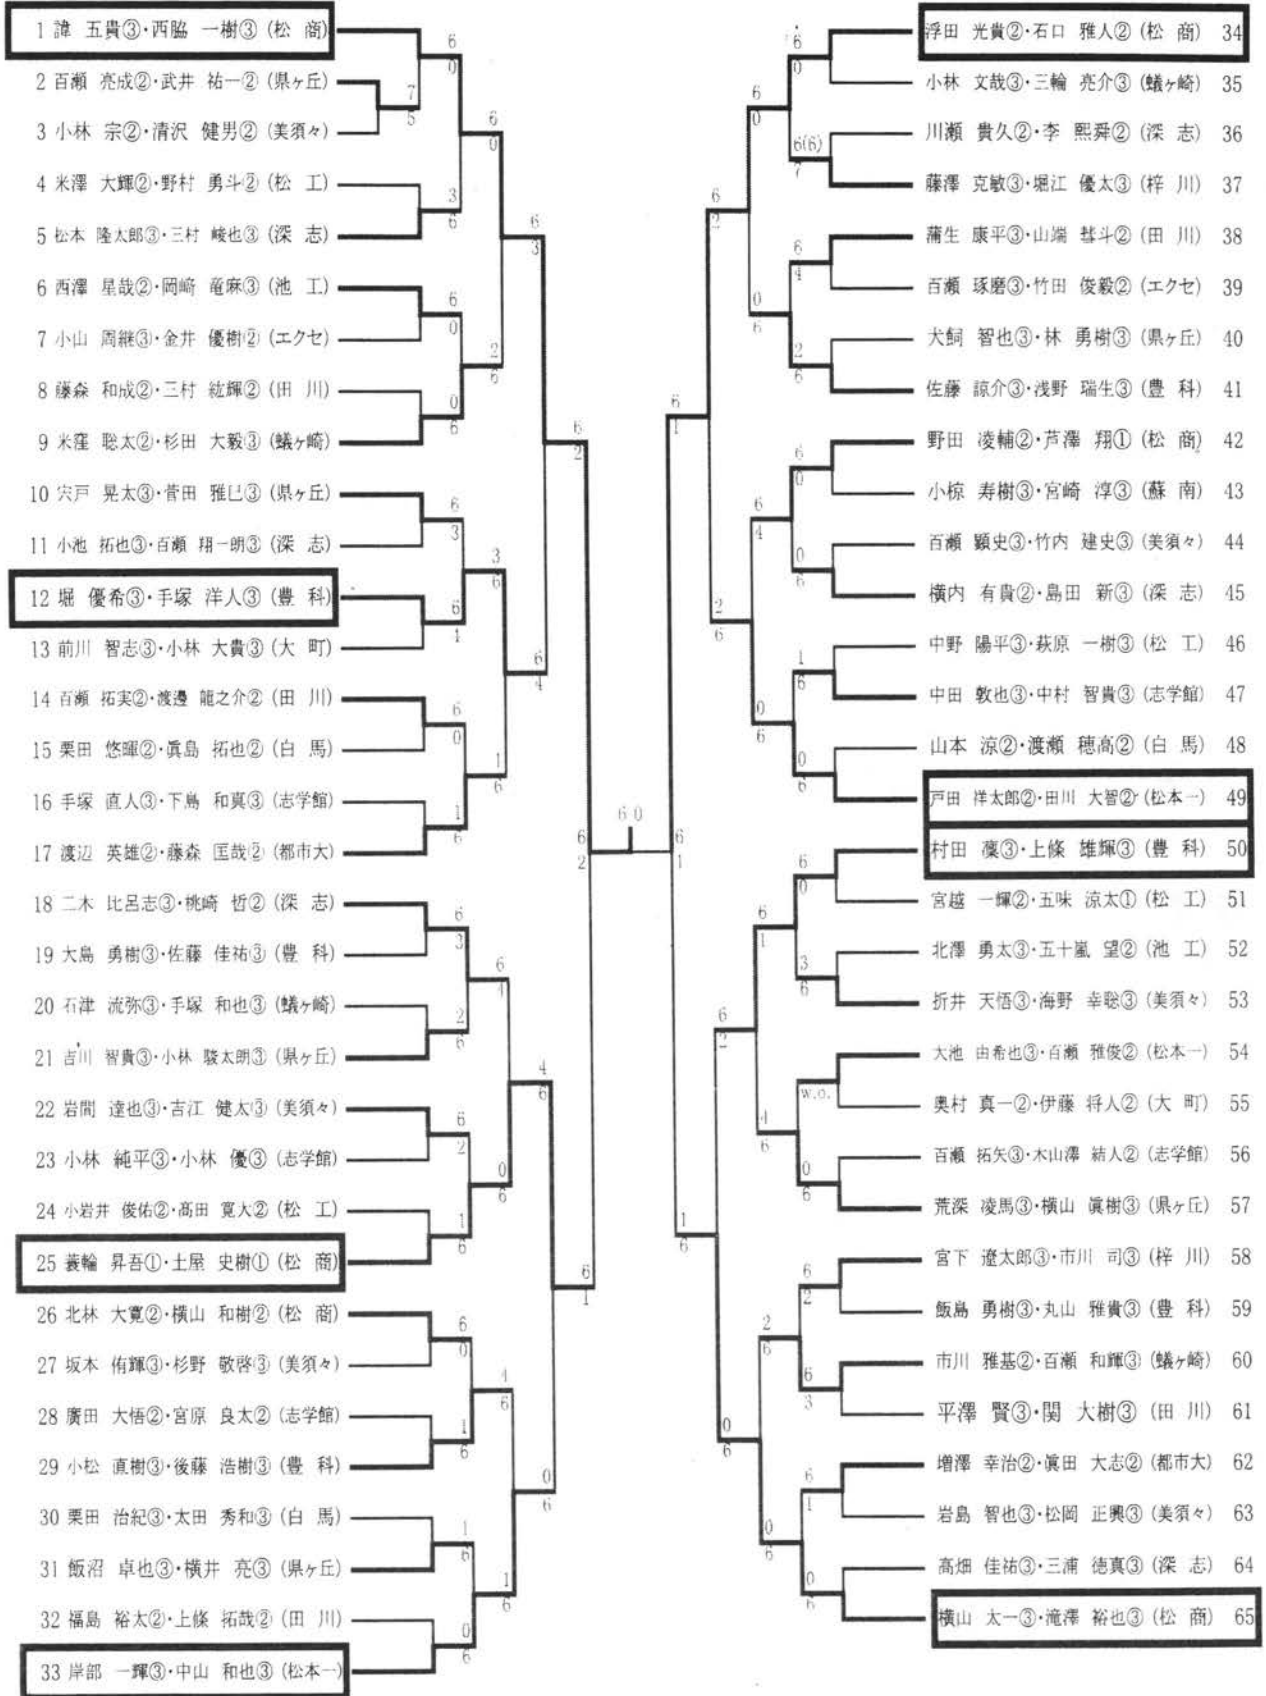 1 諱 五貴③・西脇 一樹③ (松 商)
2 百瀬 亮成②・武井 祐一② (県ヶ丘)
3 小林 宗②・清沢 健男② (美須々)
4 米澤 大輝②・野村 勇斗② (松 工)
5 松本 隆太郎③・三村 峻也③ (深 志)
6 西澤 星哉②・岡崎 竜麻③ (池 工)
7 小山 周継③・金井 優樹② (エクセ)
8 藤森 和成②・三村 紘輝② (田 川)
9 米窪 聡太②・杉田 大毅③ (蟻ヶ崎)
10 宍戸 晃太③・菅田 雅巳③ (県ヶ丘)
11 小池 拓也③・百瀬 翔一朗③ (深 志)
12 堀 優希③・手塚 洋人③ (豊 科)
13 前川 智志③・小林 大貴③ (大 町)
14 百瀬 拓実②・渡邊 龍之介② (田 川)
15 栗田 悠暉②・眞島 拓也② (白 馬)
16 手塚 直人③・下島 和真③ (志学館)
17 渡辺 英雄②・藤森 匡哉② (都市大)
18 二木 比呂志③・桃崎 哲② (深 志)
19 大島 勇樹③・佐藤 佳祐③ (豊 科)
20 石津 流弥③・手塚 和也③ (蟻ヶ崎)
21 吉川 智貴③・小林 駿太朗③ (県ヶ丘)
22 岩間 達也③・吉江 健太③ (美須々)
23 小林 純平③・小林 優③ (志学館)
24 小岩井 俊佑②・髙田 寛大② (松 工)
25 蓑輪 昇吾①・土屋 史樹① (松 商)
26 北林 大寛②・横山 和樹② (松 商)
27 坂本 侑輝③・杉野 敬啓③ (美須々)
28 廣田 大悟②・宮原 良太② (志学館)
29 小松 直樹③・後藤 浩樹③ (豊 科)
30 栗田 治紀③・太田 秀和③ (白 馬)
31 飯沼 卓也③・横井 亮③ (県ヶ丘)
32 福島 裕太②・上條 拓哉② (田 川)
33 岸部 一輝③・中山 和也③ (松本一)
6 0
浮田 光貴②・石口 雅人② (松 商) 34
小林 文哉③・三輪 亮介③ (蟻ヶ崎) 35
川瀬 貴久②・李 熙舜② (深 志) 36
藤澤 克敏③・堀江 優太③ (梓 川) 37
蒲生 康平③・山端 彗斗② (田 川) 38
百瀬 琢磨③・竹田 俊毅② (エクセ) 39
犬飼 智也③・林 勇樹③ (県ヶ丘) 40
佐藤 諒介③・浅野 瑞生③ (豊 科) 41
野田 凌輔②・芦澤 翔① (松 商) 42
小椋 寿樹③・宮崎 淳③ (蘇 南) 43
百瀬 顕史③・竹内 建史③ (美須々) 44
横内 有貴②・島田 新③ (深 志) 45
中野 陽平③・萩原 一樹③ (松 工) 46
中田 敦也③・中村 智貴③ (志学館) 47
山本 涼②・渡瀬 穂高② (白 馬) 48
戸田 祥太郎②・田川 大智② (松本一) 49
村田 凜③・上條 雄輝③ (豊 科) 50
宮越 一輝②・五味 涼太① (松 工) 51
北澤 勇太③・五十嵐 望② (池 工) 52
折井 天悟③・海野 幸聡③ (美須々) 53
大池 由希也③・百瀬 雅俊② (松本一) 54
w.o.
奥村 真一②・伊藤 将人② (大 町) 55
百瀬 拓矢③・木山澤 結人② (志学館) 56
荒深 凌馬③・横山 眞樹③ (県ヶ丘) 57
宮下 遼太郎③・市川 司③ (梓 川) 58
飯島 勇樹③・丸山 雅貴③ (豊 科) 59
市川 雅基②・百瀬 和輝③ (蟻ヶ崎) 60
平澤 賢③・関 大樹③ (田 川) 61
増澤 幸治②・眞田 大志② (都市大) 62
岩島 智也③・松岡 正興③ (美須々) 63
高畑 佳祐③・三浦 徳真③ (深 志) 64
横山 太一③・滝澤 裕也③ (松 商) 65